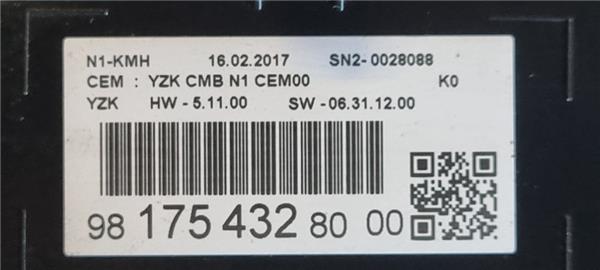 N1-KMH 16.02.2017 SN2- 0028088
CEM : YZK CMB N1 CEM00 K0
YZK HW - 5.11.00 SW - 06.31.12.00
98 175 432 80 00